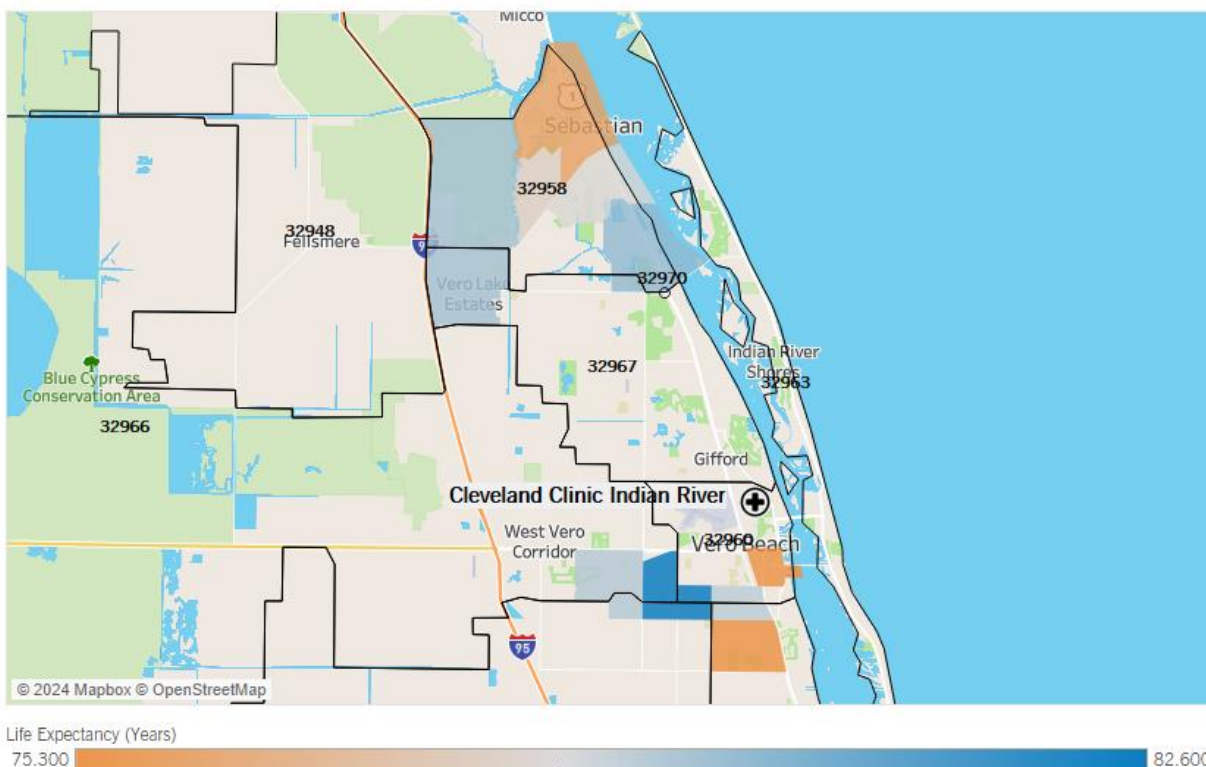 Micco
1
Sebastian
32958
32948
Fellsmere
9
32970
Vero Lake
Estates
Indian River
Shores
32967
32963
Blue Cypress
Conservation Area
32966
Gifford
Cleveland Clinic Indian River
West Vero
Corridor
32960
Vero Beach
95
© 2024 Mapbox © OpenStreetMap
Life Expectancy (Years)
75.300
82.600